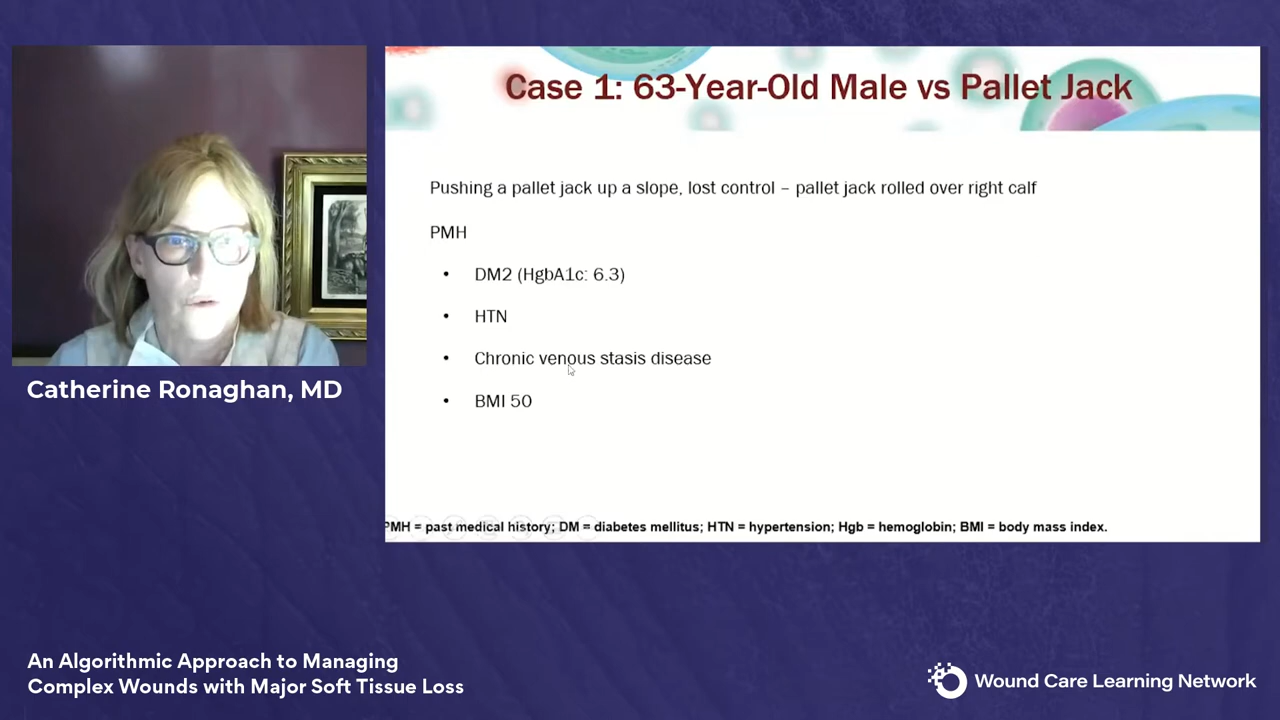 Case 1: 63-Year-Old Male vs Pallet Jack
Pushing a pallet jack up a slope, lost control – pallet jack rolled over right calf
PMH
• DM2 (HgbA1c: 6.3)
• HTN
• Chronic venous stasis disease
• BMI 50
PMH = past medical history; DM = diabetes mellitus; HTN = hypertension; Hgb = hemoglobin; BMI = body mass index.
Catherine Ronaghan, MD
An Algorithmic Approach to Managing
Complex Wounds with Major Soft Tissue Loss
Wound Care Learning Network